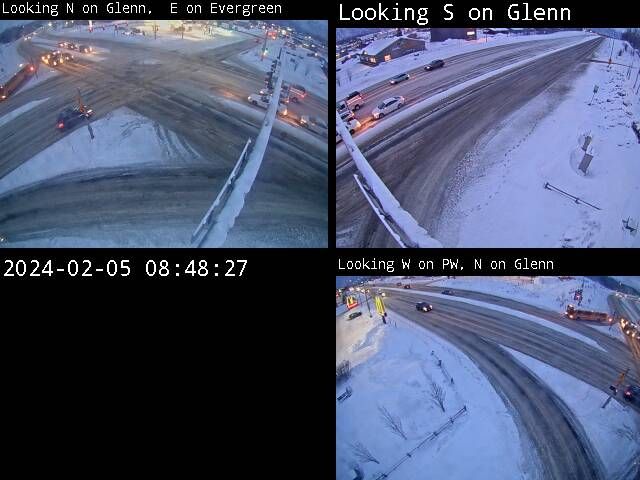 Looking N on Glenn,  E on Evergreen
Looking S on Glenn
2024-02-05 08:48:27
Looking W on PW, N on Glenn